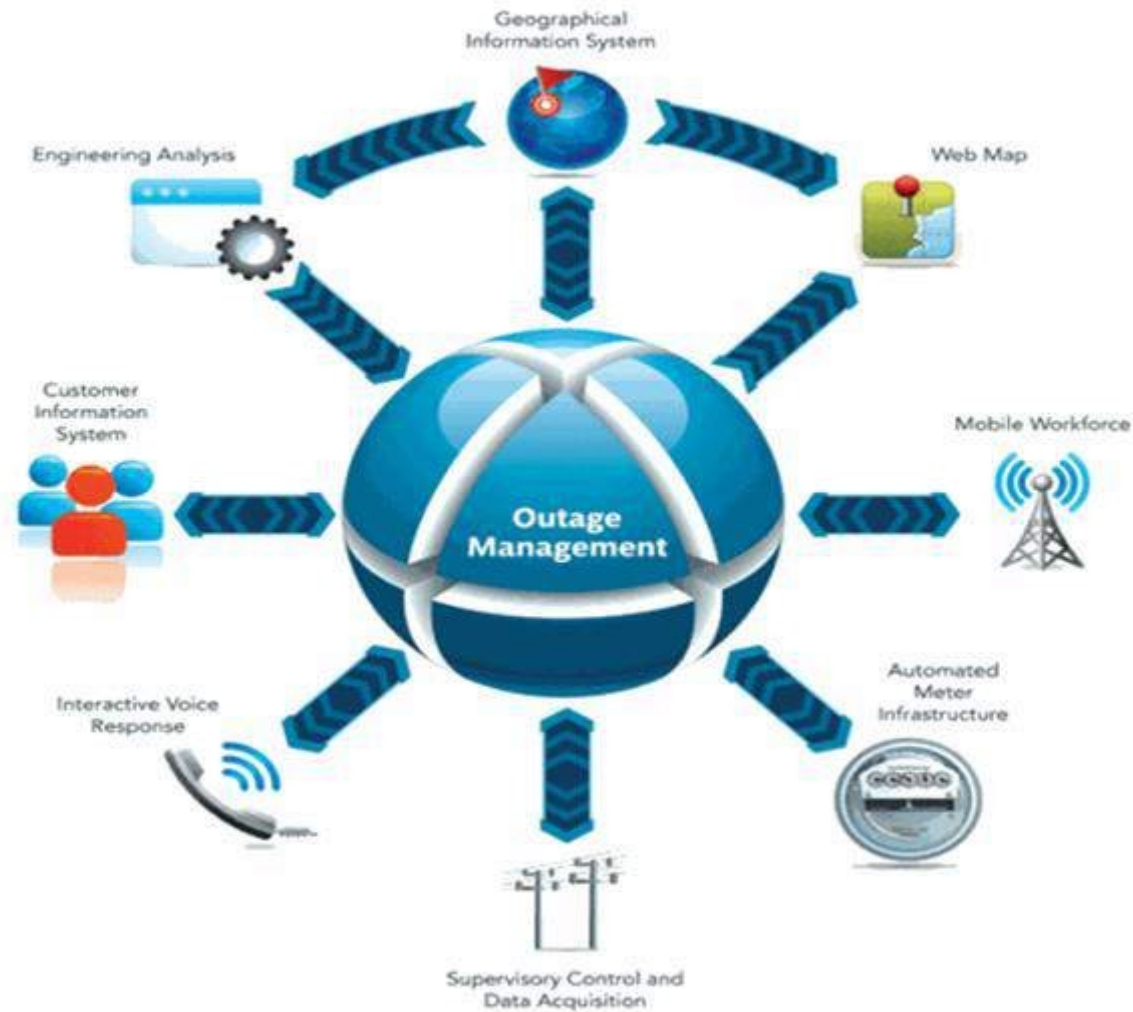 Geographical
Information System
Engineering Analysis
Web Map
Customer
Information
System
Mobile Workforce
Outage
Management
Interactive Voice
Response
Automated
Meter
Infrastructure
Supervisory Control and
Data Acquisition